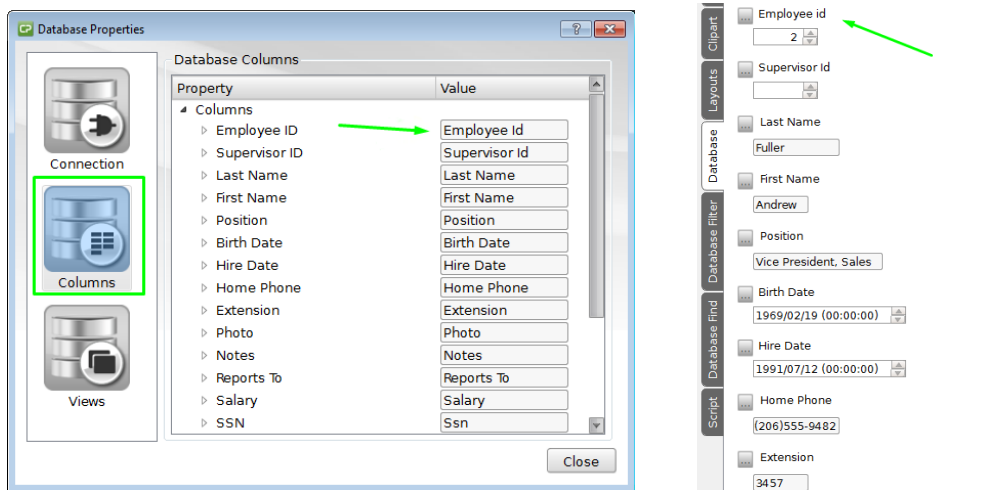 CP Database Properties
?
Connection
Columns
Views
Database Columns
Property Value
Columns
Employee ID Employee Id
Supervisor ID Supervisor Id
Last Name Last Name
First Name First Name
Position Position
Birth Date Birth Date
Hire Date Hire Date
Home Phone Home Phone
Extension Extension
Photo Photo
Notes Notes
Reports To Reports To
Salary Salary
SSN Ssn
Close
Clipart
Layouts
Database
Database Filter
Database Find
Script
... Employee id
2
... Supervisor Id
... Last Name
Fuller
... First Name
Andrew
... Position
Vice President, Sales
... Birth Date
1969/02/19 (00:00:00)
... Hire Date
1991/07/12 (00:00:00)
... Home Phone
(206)555-9482
... Extension
3457